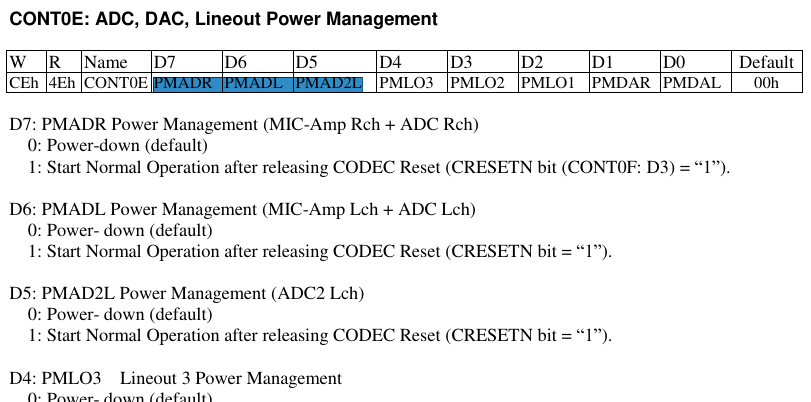 CONT0E: ADC, DAC, Lineout Power Management
W R Name D7 D6 D5 D4 D3 D2 D1 D0 Default
CEh 4Eh CONT0E PMADR PMADL PMAD2L PMLO3 PMLO2 PMLO1 PMDAR PMDAL 00h
D7: PMADR Power Management (MIC-Amp Rch + ADC Rch)
0: Power-down (default)
1: Start Normal Operation after releasing CODEC Reset (CRESETN bit (CONT0F: D3) = “1”).
D6: PMADL Power Management (MIC-Amp Lch + ADC Lch)
0: Power- down (default)
1: Start Normal Operation after releasing CODEC Reset (CRESETN bit = “1”).
D5: PMAD2L Power Management (ADC2 Lch)
0: Power- down (default)
1: Start Normal Operation after releasing CODEC Reset (CRESETN bit = “1”).
D4: PMLO3 Lineout 3 Power Management
0: Power- down (default)